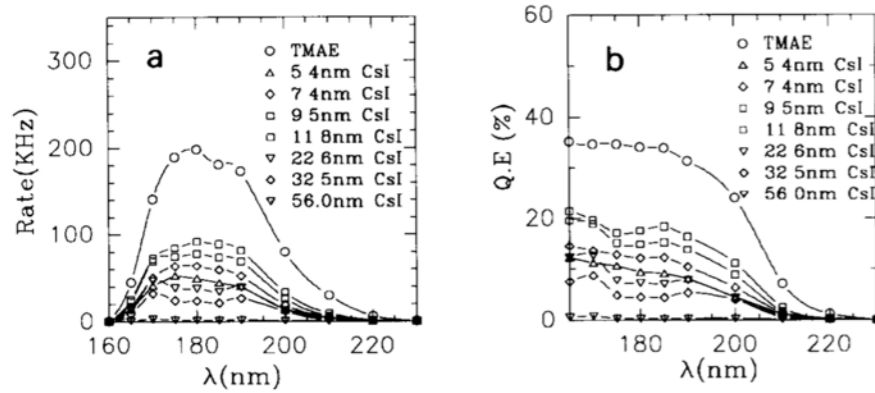 a
Rate(KHz)
300
200
100
0
160
180
200
220
λ(nm)
TMAE
5 4nm CsI
7 4nm CsI
9 5nm CsI
11 8nm CsI
22 6nm CsI
32 5nm CsI
56.0nm CsI
b
Q.E (%)
60
40
20
0
180
200
220
λ(nm)
TMAE
5 4nm CsI
7 4nm CsI
9 5nm CsI
11 8nm CsI
22 6nm CsI
32 5nm CsI
56.0nm CsI